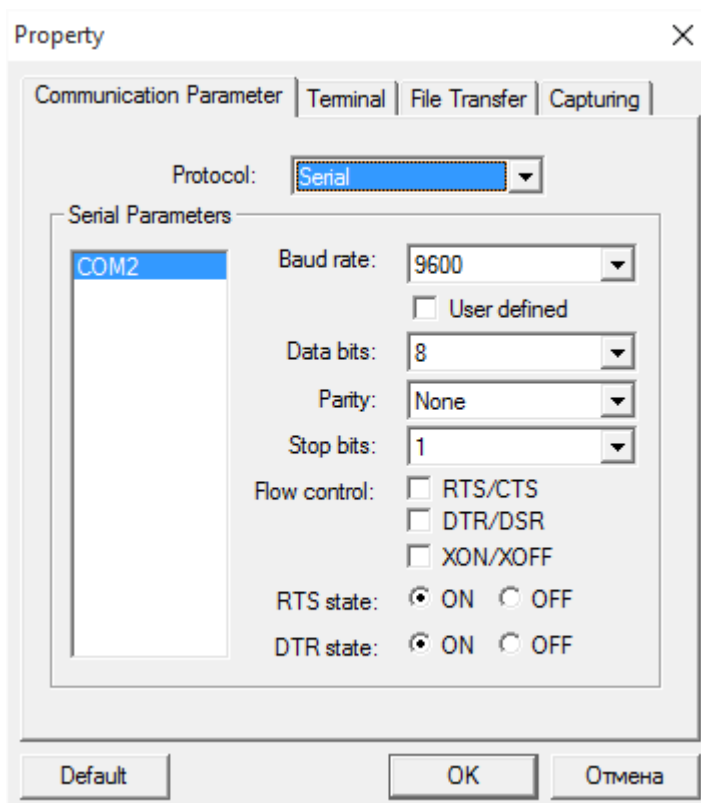 Property
Communication Parameter Terminal File Transfer Capturing
Protocol: Serial
Serial Parameters
COM2
Baud rate: 9600
User defined
Data bits: 8
Parity: None
Stop bits: 1
Flow control: RTS/CTS
DTR/DSR
XON/XOFF
RTS state: ON OFF
DTR state: ON OFF
Default OK Отмена